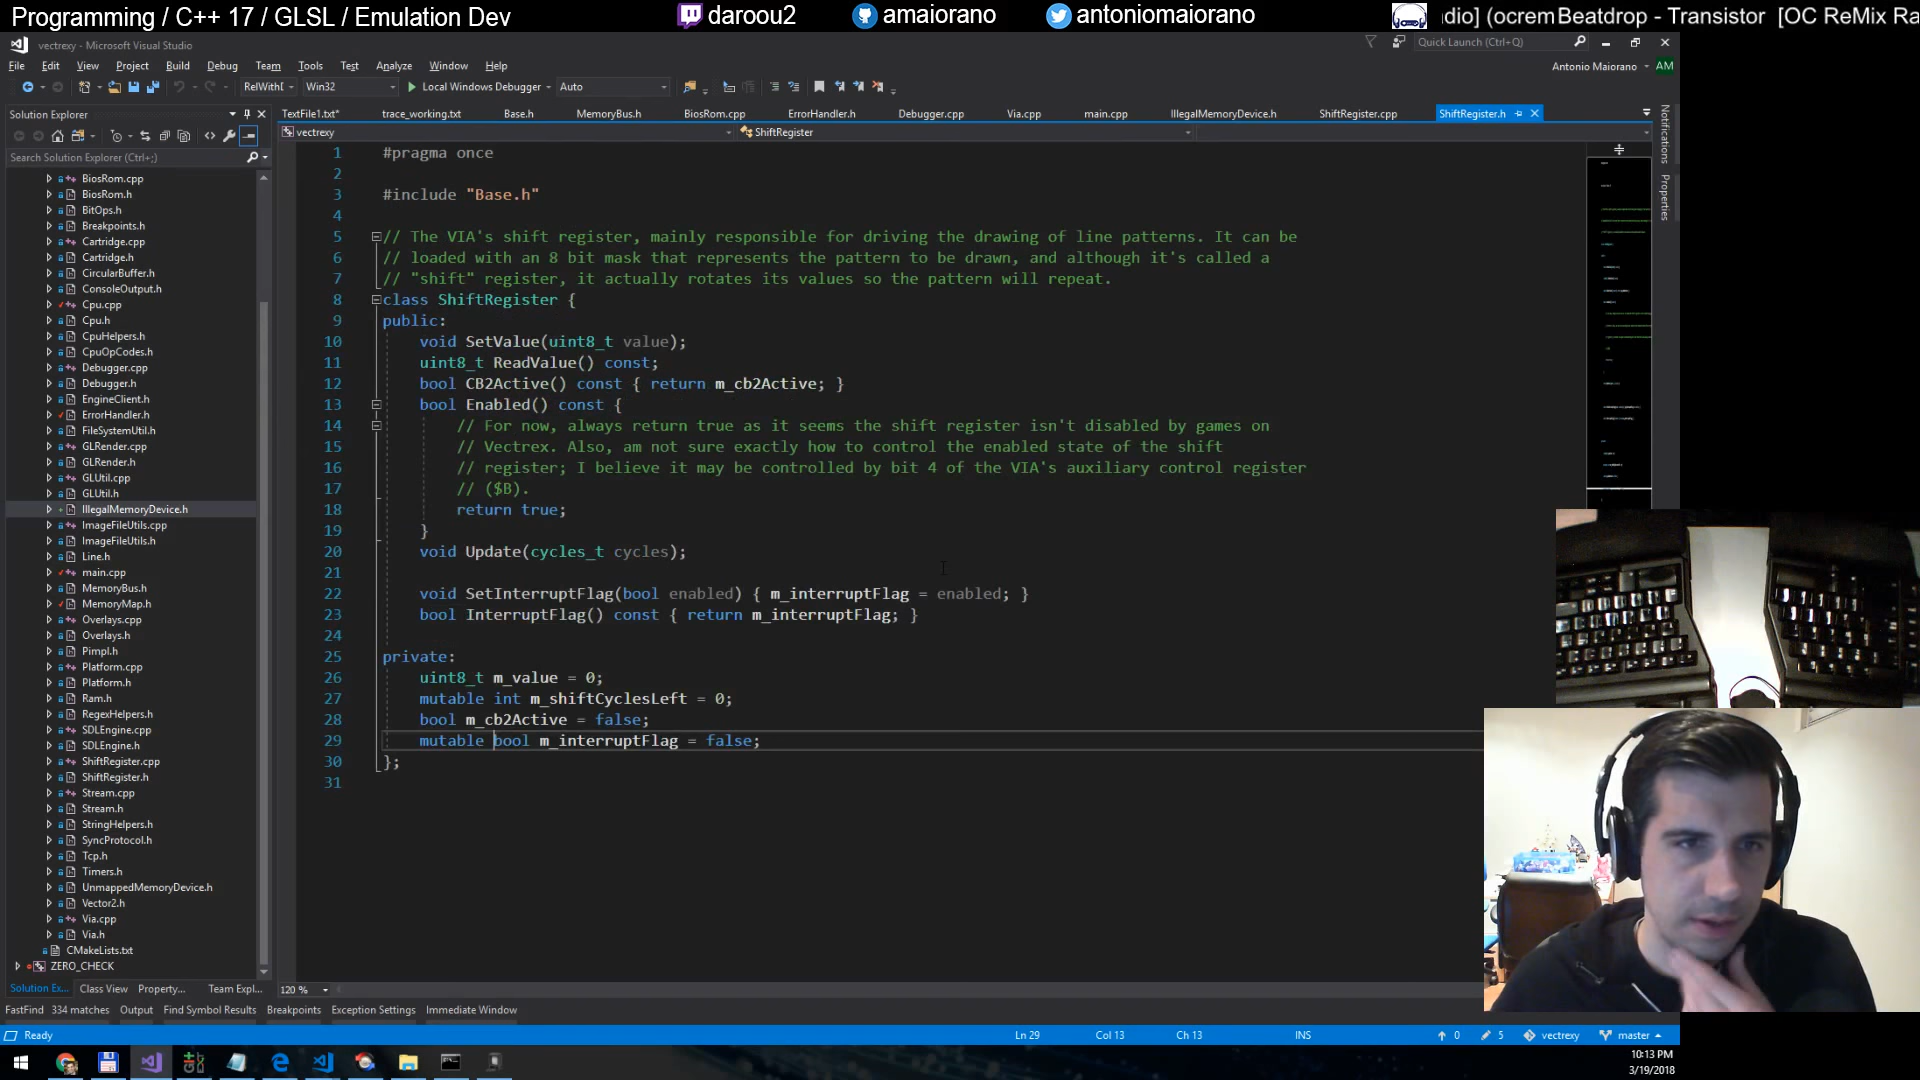 Programming / C++ 17 / GLSL / Emulation Dev
daroou2
amaiorano
antoniomaiorano
(ocrem
Beatdrop - Transistor [OC ReMix Ra
vectrexy - Microsoft Visual Studio
Quick Launch (Ctrl+Q)
File Edit View Project Build Debug Team Tools Test Analyze Window Help
Antonio Maiorano AM
RelWithI Win32 Local Windows Debugger Auto
Solution Explorer
TextFile1.txt* trace_working.txt Base.h MemoryBus.h BiosRom.cpp ErrorHandler.h Debugger.cpp Via.cpp main.cpp IllegalMemoryDevice.h ShiftRegister.cpp ShiftRegister.h
vectrexy ShiftRegister
Notifications
Properties
Search Solution Explorer (Ctrl+;)
BiosRom.cpp
BiosRom.h
BitOps.h
Breakpoints.h
Cartridge.cpp
Cartridge.h
CircularBuffer.h
ConsoleOutput.h
Cpu.cpp
Cpu.h
CpuHelpers.h
CpuOpCodes.h
Debugger.cpp
Debugger.h
EngineClient.h
ErrorHandler.h
FileSystemUtil.h
GLRender.cpp
GLRender.h
GLUtil.cpp
GLUtil.h
IllegalMemoryDevice.h
ImageFileUtils.cpp
ImageFileUtils.h
Line.h
main.cpp
MemoryBus.h
MemoryMap.h
Overlays.cpp
Overlays.h
Pimpl.h
Platform.cpp
Platform.h
Ram.h
RegexHelpers.h
SDLEngine.cpp
SDLEngine.h
ShiftRegister.cpp
ShiftRegister.h
Stream.cpp
Stream.h
StringHelpers.h
SyncProtocol.h
Tcp.h
Timers.h
UnmappedMemoryDevice.h
Vector2.h
Via.cpp
Via.h
CMakeLists.txt
ZERO_CHECK
Solution Ex... Class View Property... Team Expl...
1 #pragma once
2
3 #include "Base.h"
4
5 // The VIA's shift register, mainly responsible for driving the drawing of line patterns. It can be
6 // loaded with an 8 bit mask that represents the pattern to be drawn, and although it's called a
7 // "shift" register, it actually rotates its values so the pattern will repeat.
8 class ShiftRegister {
9 public:
10 void SetValue(uint8_t value);
11 uint8_t ReadValue() const;
12 bool CB2Active() const { return m_cb2Active; }
13 bool Enabled() const {
14 // For now, always return true as it seems the shift register isn't disabled by games on
15 // Vectrex. Also, am not sure exactly how to control the enabled state of the shift
16 // register; I believe it may be controlled by bit 4 of the VIA's auxiliary control register
17 // ($B).
18 return true;
19 }
20 void Update(cycles_t cycles);
21
22 void SetInterruptFlag(bool enabled) { m_interruptFlag = enabled; }
23 bool InterruptFlag() const { return m_interruptFlag; }
24
25 private:
26 uint8_t m_value = 0;
27 mutable int m_shiftCyclesLeft = 0;
28 bool m_cb2Active = false;
29 mutable bool m_interruptFlag = false;
30 };
31
120 %
FastFind 334 matches Output Find Symbol Results Breakpoints Exception Settings Immediate Window
Ready Ln 29 Col 13 Ch 13 INS 0 5 vectrexy master
10:13 PM
3/19/2018